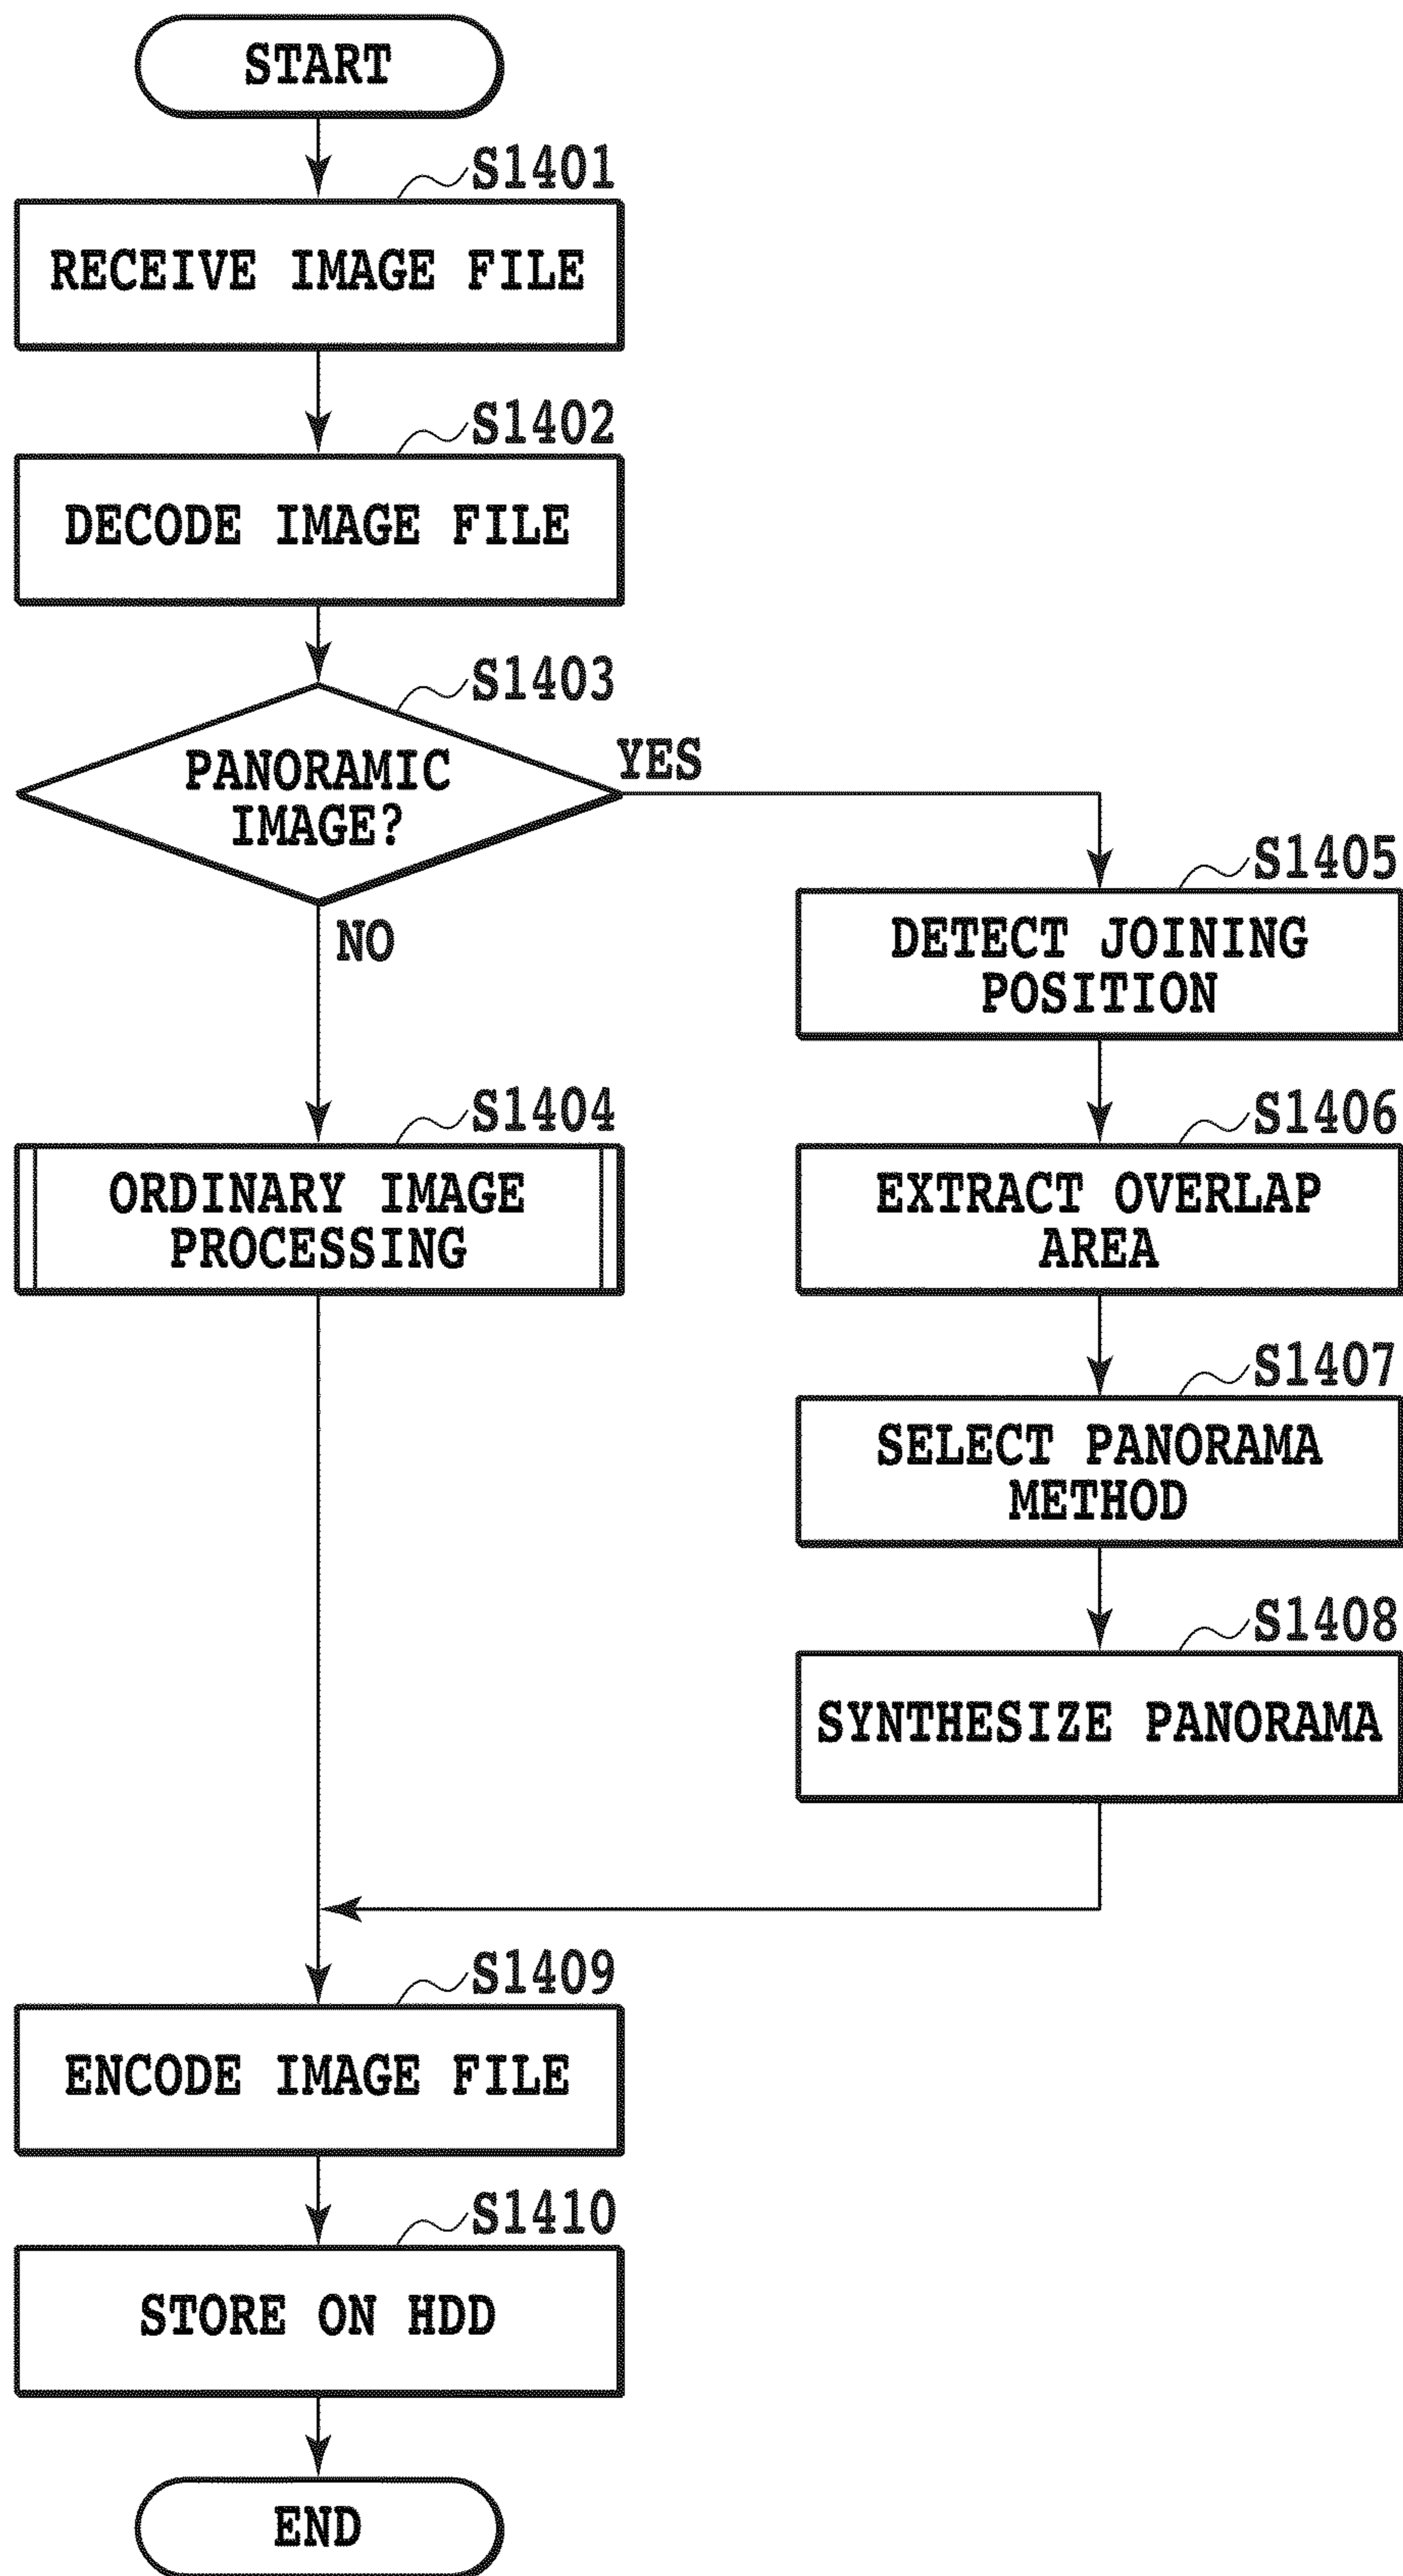 START
S1401
RECEIVE IMAGE FILE
S1402
DECODE IMAGE FILE
S1403
PANORAMIC
IMAGE?
YES
NO
S1404
ORDINARY IMAGE
PROCESSING
S1405
DETECT JOINING
POSITION
S1406
EXTRACT OVERLAP
AREA
S1407
SELECT PANORAMA
METHOD
S1408
SYNTHESIZE PANORAMA
S1409
ENCODE IMAGE FILE
S1410
STORE ON HDD
END